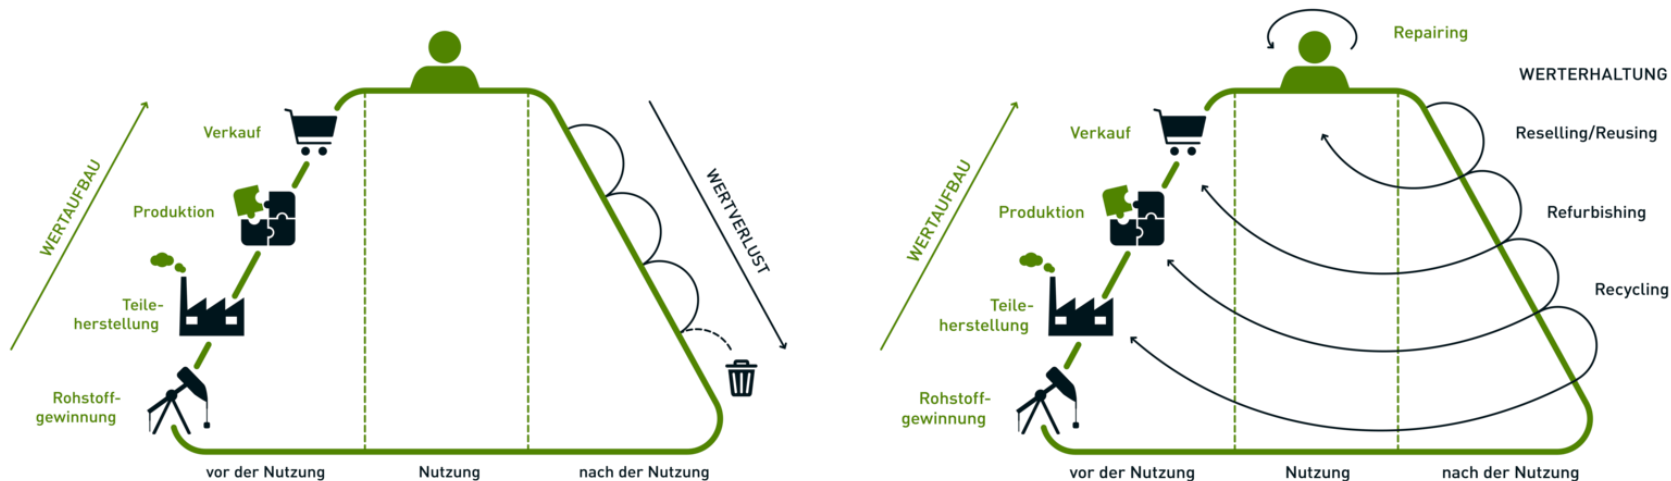 Verkauf
WERTAUFBAU
Produktion
Teile-
herstellung
Rohstoff-
gewinnung
WERTVERLUST
vor der Nutzung
Nutzung
nach der Nutzung
Repairing
WERTERHALTUNG
Verkauf
Reselling/Reusing
WERTAUFBAU
Produktion
Refurbishing
Teile-
herstellung
Recycling
Rohstoff-
gewinnung
vor der Nutzung
Nutzung
nach der Nutzung